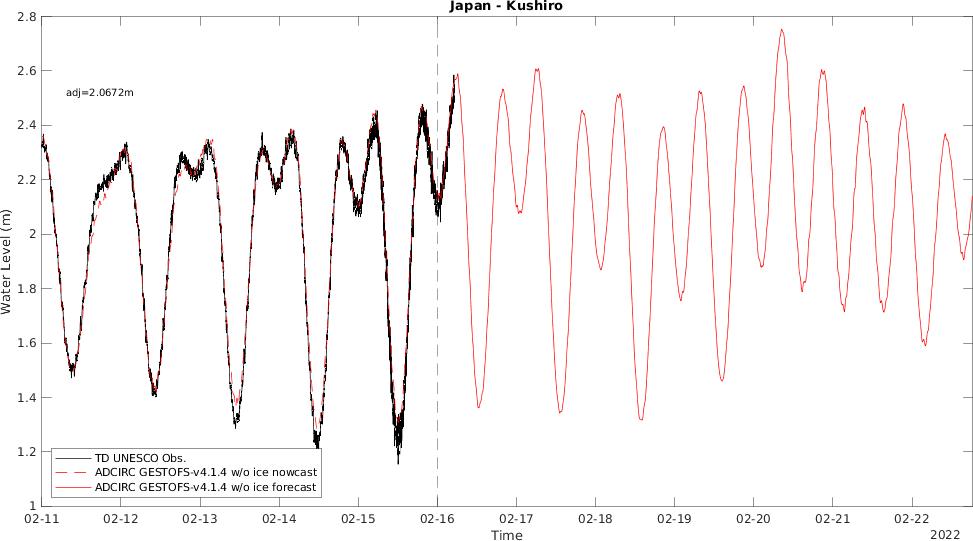 Japan - Kushiro
2.8
2.6
2.4
2.2
2
1.8
1.6
1.4
1.2
1
Water Level (m)
adj=2.0672m
TD UNESCO Obs.
ADCIRC GESTOFS-v4.1.4 w/o ice nowcast
ADCIRC GESTOFS-v4.1.4 w/o ice forecast
02-11 02-12 02-13 02-14 02-15 02-16 02-17 02-18 02-19 02-20 02-21 02-22
Time
2022